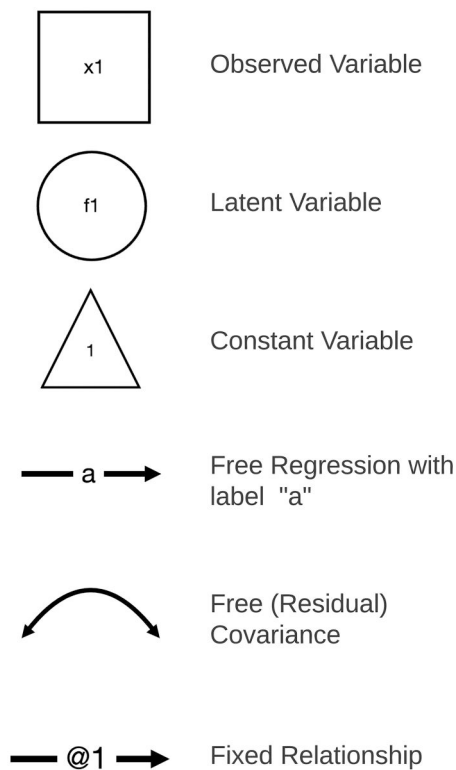 x1
Observed Variable
f1
Latent Variable
1
Constant Variable
a
Free Regression with
label "a"
Free (Residual)
Covariance
@1
Fixed Relationship